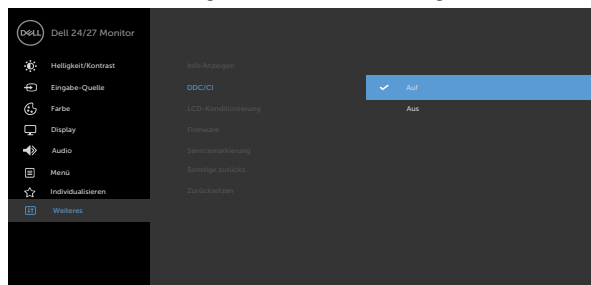 DELL Dell 24/27 Monitor
Helligkeit/Kontrast
Eingabe-Quelle
Farbe
Display
Audio
Menü
Individualisieren
Weiteres
Info Anzeigen
DDC/CI
LCD-Konditionierung
Firmware
Servicemarkierung
Sonstige zurücks.
Zurücksetzen
Auf
Aus